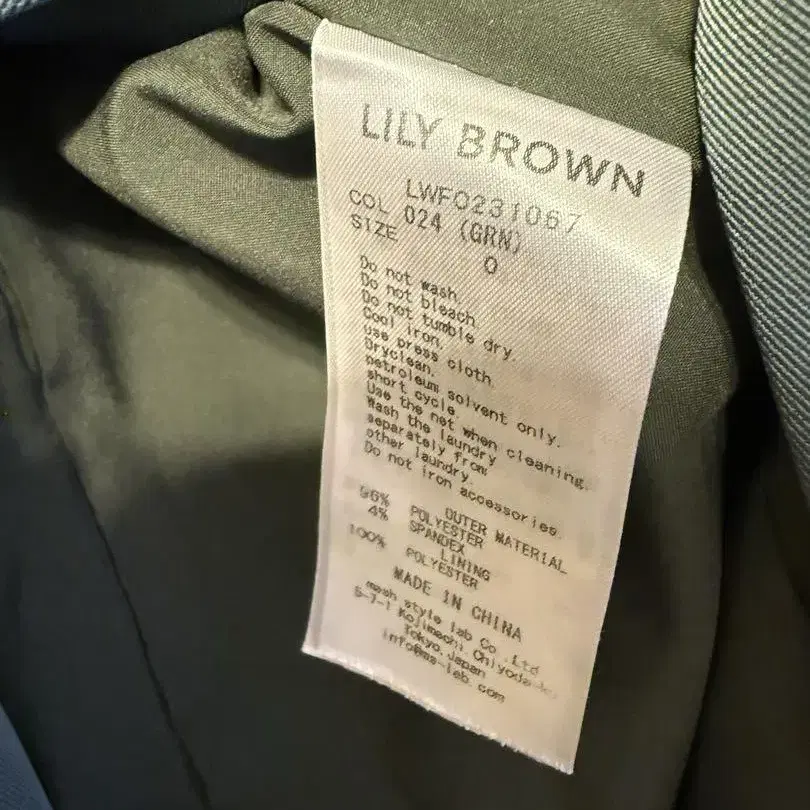 LILY BROWN
LWFO231067
COL 024 (GRN)
SIZE 0
Do not wash.
Do not bleach.
Do not tumble dry.
Cool iron.
use press cloth.
Dryclean.
petroleum solvent only.
short cycle.
Use the net when cleaning.
Wash the laundry
separately from
other laundry.
Do not iron accessories.
OUTER MATERIAL
96% POLYESTER
4% SPANDEX
LINING
100% POLYESTER
MADE IN CHINA
mash style lab Co.,Ltd
5-7-1 Kojimachi Chiyoda-ku
Tokyo Japan
info@ms-lab.com